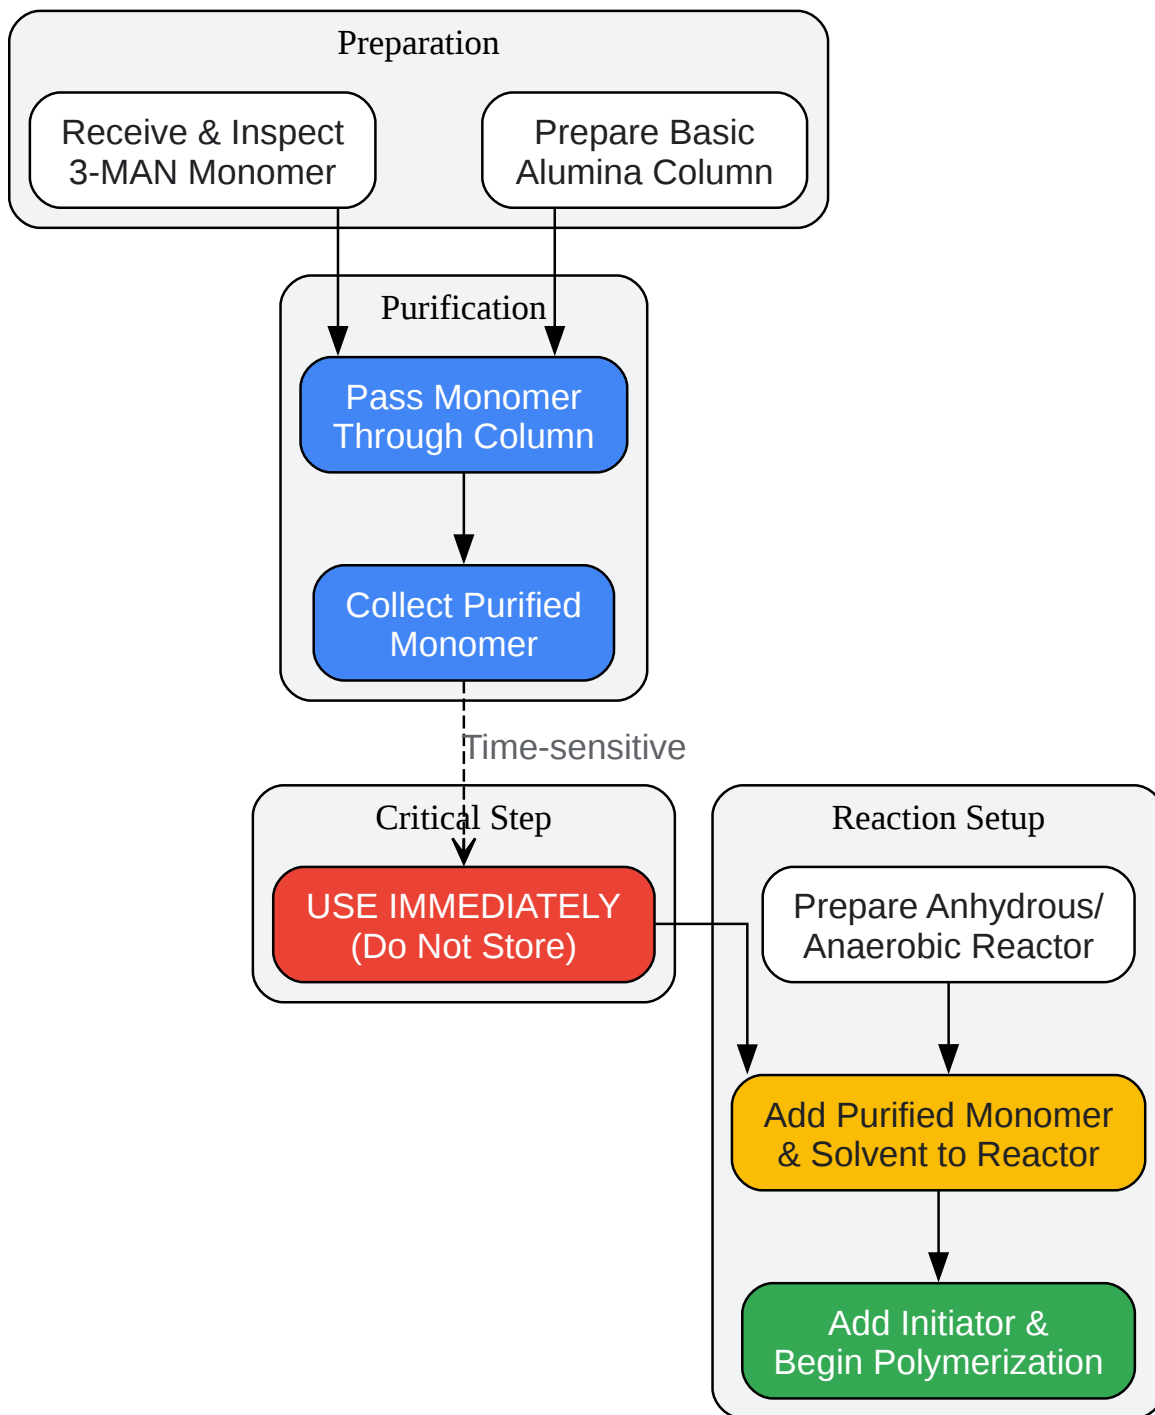 Preparation
Receive & Inspect
3-MAN Monomer
Prepare Basic
Alumina Column
Purification
Pass Monomer
Through Column
Collect Purified
Monomer
Time-sensitive
Critical Step
USE IMMEDIATELY
(Do Not Store)
Reaction Setup
Prepare Anhydrous/
Anaerobic Reactor
Add Purified Monomer
& Solvent to Reactor
Add Initiator &
Begin Polymerization